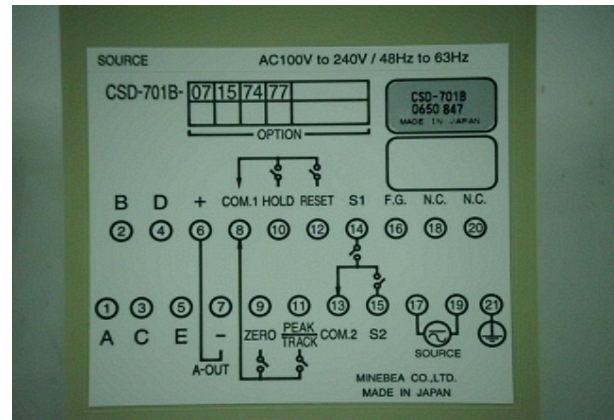 SOURCE AC100V to 240V / 48Hz to 63Hz
CSD-701B- 07 15 74 77
OPTION
CSD-701B
0650 847
MADE IN JAPAN
B D + COM.1 HOLD RESET S1 F.G. N.C. N.C.
2 4 6 8 10 12 14 16 18 20
1 3 5 7 9 11 13 15 17 19 21
A C E - ZERO PEAK TRACK COM.2 S2
SOURCE
A-OUT
MINEBEA CO.,LTD.
MADE IN JAPAN